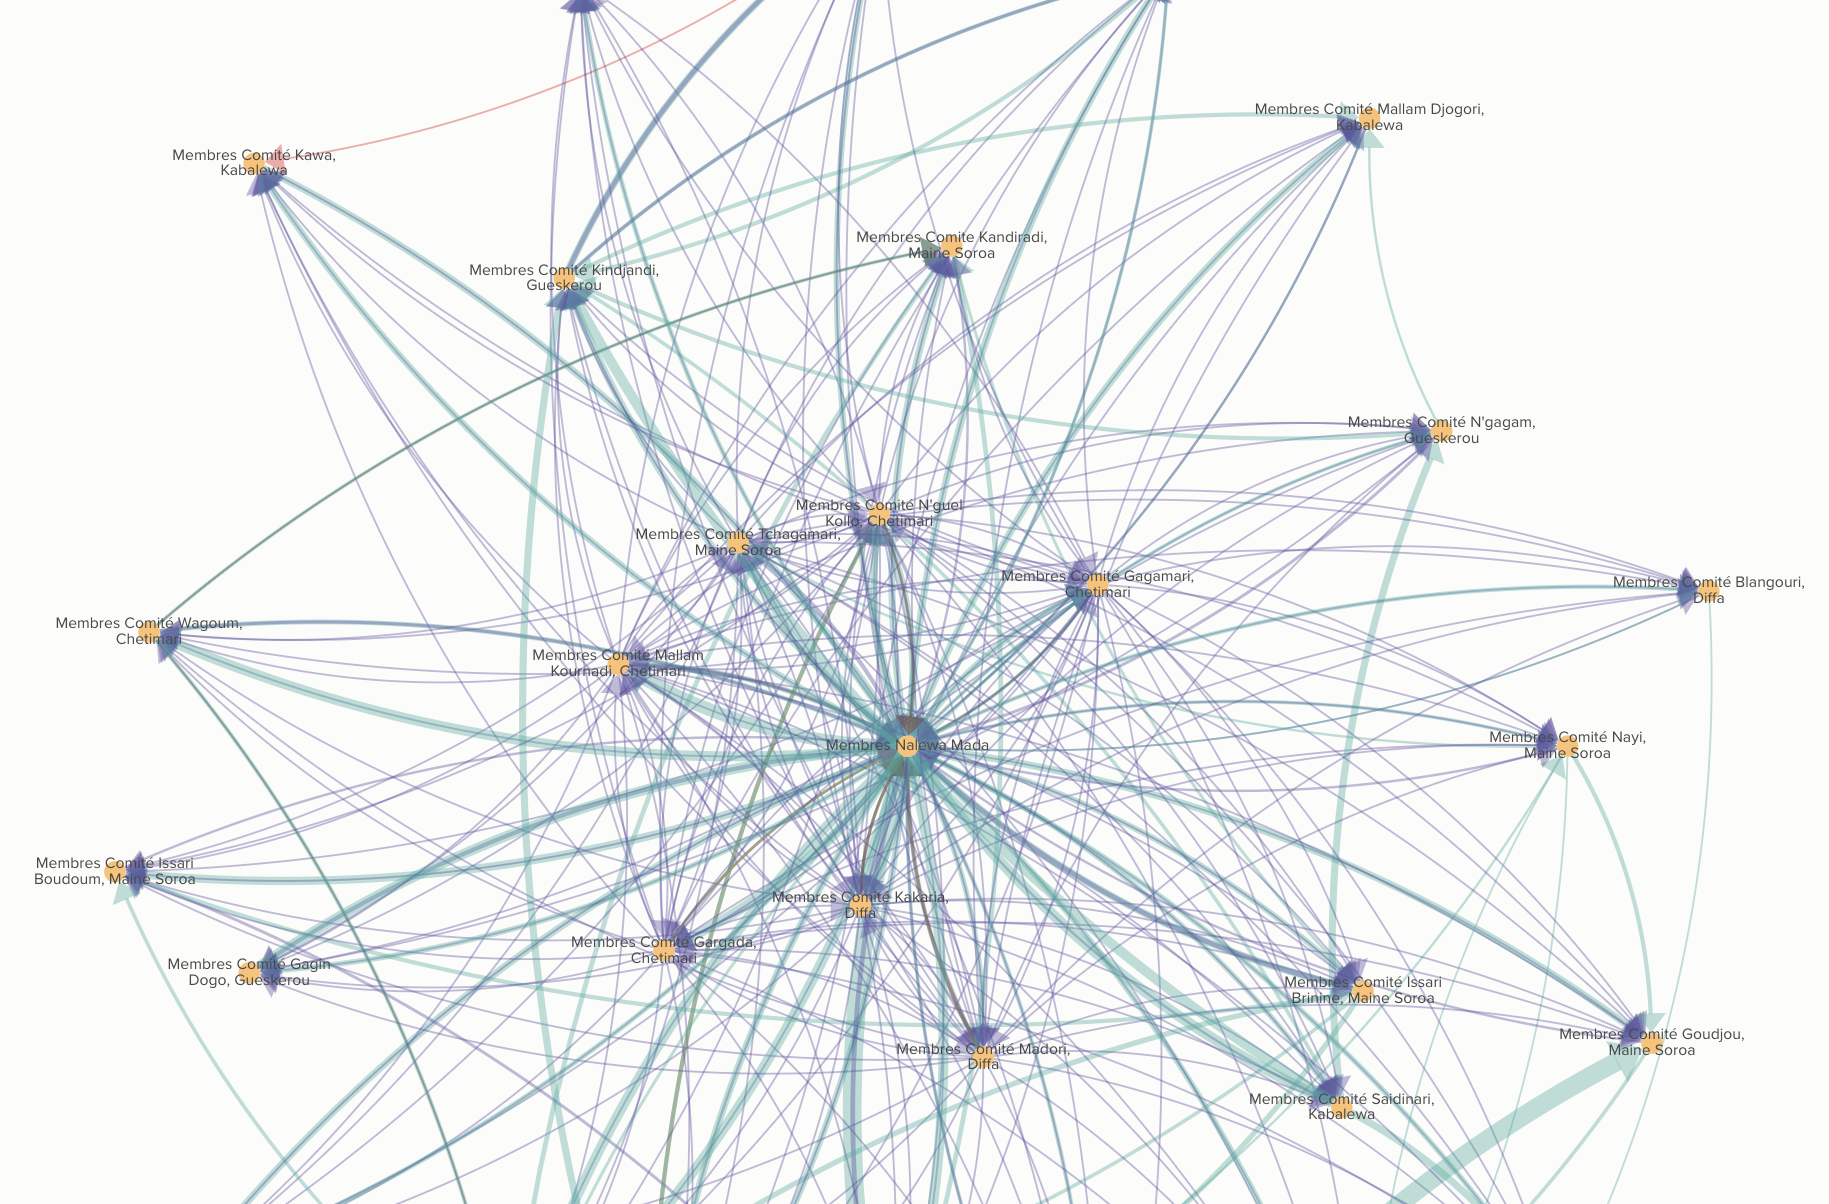 Membres Comité Mallam Djogori,
Kabalewa
Membres Comité Kawa,
Kabalewa
Membres Comite Kandiradi,
Maine Soroa
Membres Comité Kindjandi,
Gueskerou
Membres Comité N'gagam,
Gueskerou
Membres Comité N'guel
Kollo, Chetimari
Membres Comité Tchagamari,
Maine Soroa
Membres Comité Gagamari,
Chetimari
Membres Comité Blangouri,
Diffa
Membres Comité Wagoum,
Chetimari
Membres Comité Mallam
Kournadi, Chetimari
Membres Nalewa Mada
Membres Comité Nayi,
Maine Soroa
Membres Comité Issari
Boudoum, Maine Soroa
Membres Comité Kakaria,
Diffa
Membres Comité Gargada,
Chetimari
Membres Comité Gagin
Dogo, Gueskerou
Membres Comité Issari
Brinine, Maine Soroa
Membres Comité Goudjou,
Maine Soroa
Membres Comité Madori,
Diffa
Membres Comité Saidinari,
Kabalewa